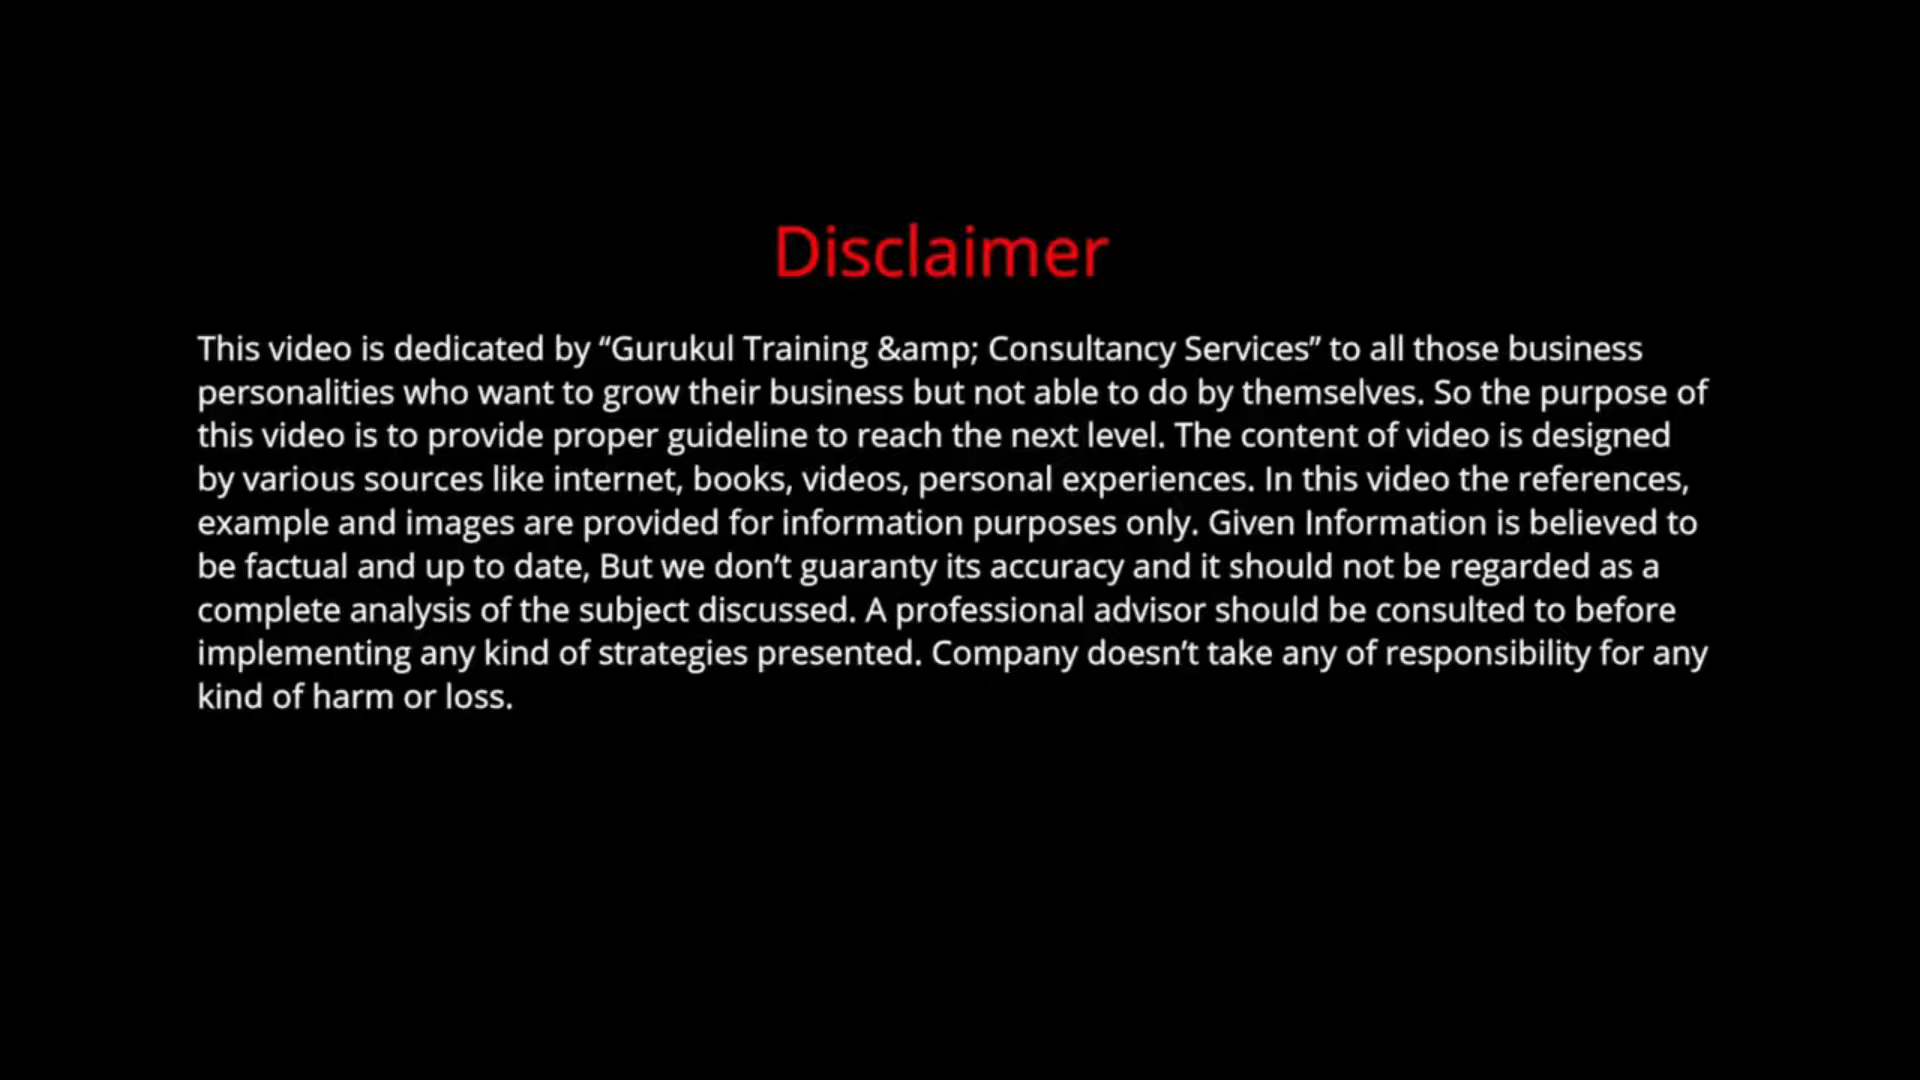 Disclaimer
This video is dedicated by “Gurukul Training &amp; Consultancy Services” to all those business
personalities who want to grow their business but not able to do by themselves. So the purpose of
this video is to provide proper guideline to reach the next level. The content of video is designed
by various sources like internet, books, videos, personal experiences. In this video the references,
example and images are provided for information purposes only. Given Information is believed to
be factual and up to date, But we don’t guaranty its accuracy and it should not be regarded as a
complete analysis of the subject discussed. A professional advisor should be consulted to before
implementing any kind of strategies presented. Company doesn’t take any of responsibility for any
kind of harm or loss.